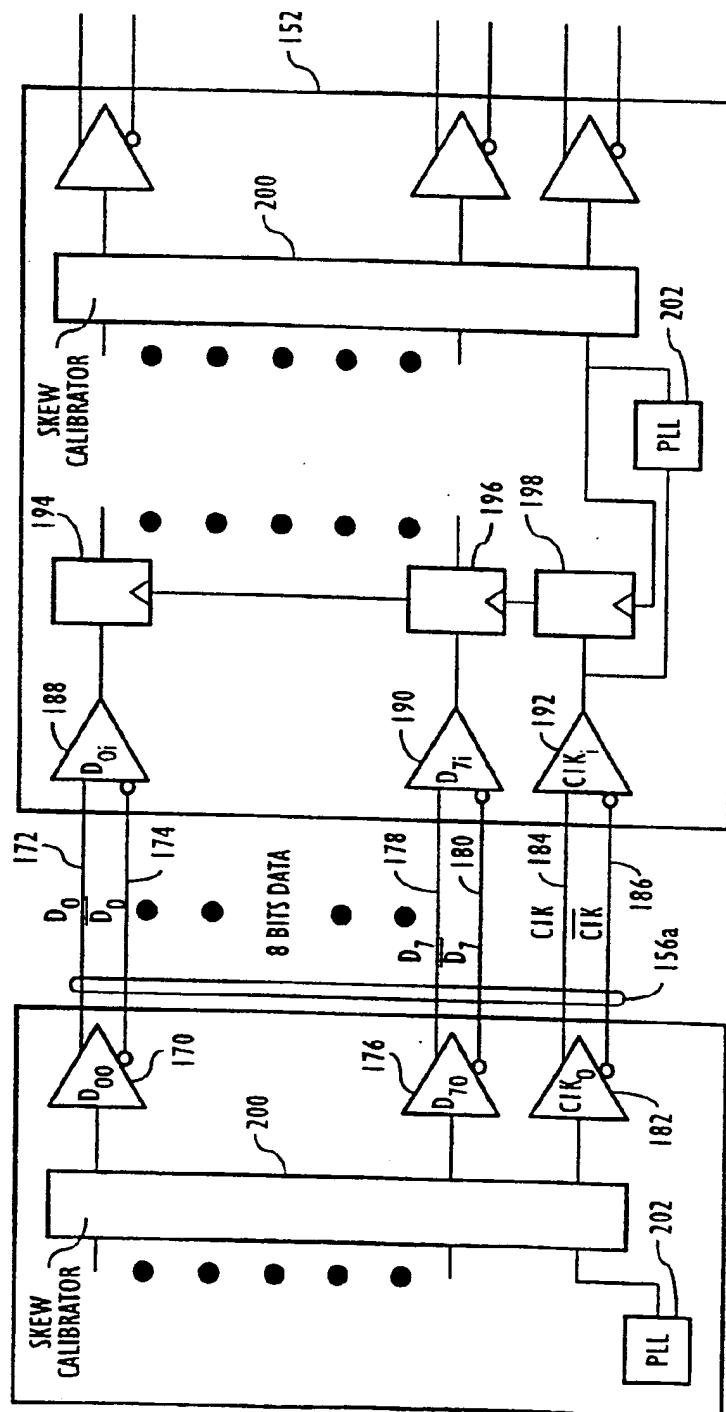 SKEW
CALIBRATOR
200
D00
170
172
D0
D0
174
D0i
188
194
SKEW
CALIBRATOR
200
152
8 BITS DATA
176
D70
D7
D7
178
180
D7i
190
196
PLL
202
182
ClK0
ClK
ClK
184
186
156a
ClKi
192
198
PLL
202